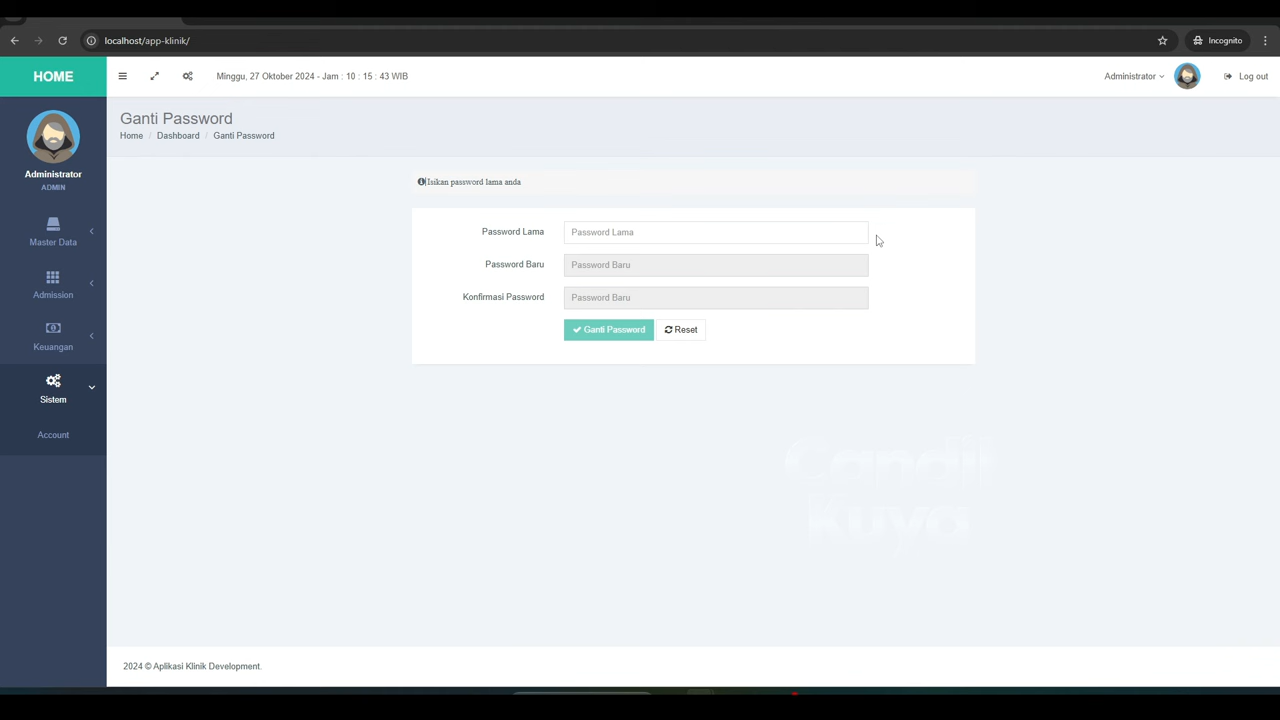 localhost/app-klinik/
Incognito
HOME
Minggu, 27 Oktober 2024 - Jam : 10 : 15 : 43 WIB
Administrator
Log out
Ganti Password
Home / Dashboard / Ganti Password
Administrator
ADMIN
Master Data
Admission
Keuangan
Sistem
Account
Isikan password lama anda
Password Lama
Password Lama
Password Baru
Password Baru
Konfirmasi Password
Password Baru
Ganti Password
Reset
Candil
Kuya
2024 © Aplikasi Klinik Development.